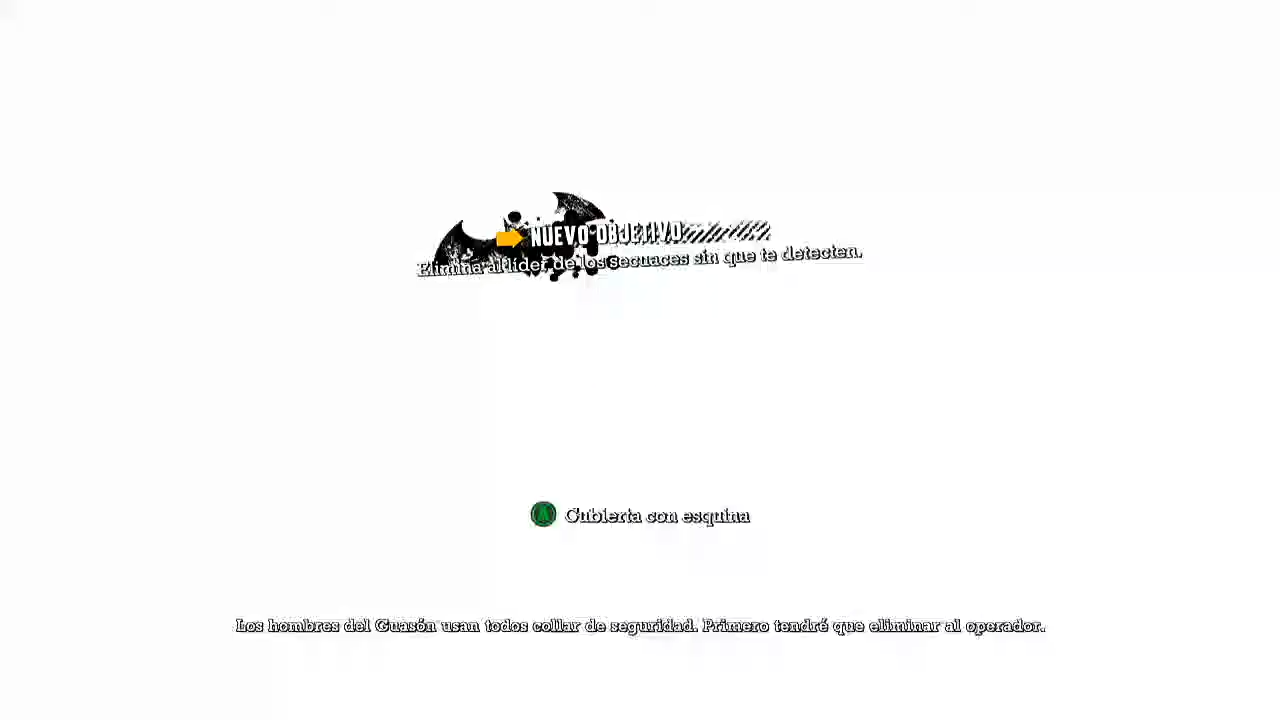 NUEVO OBJETIVO
Elimina al líder de los secuaces sin que te detecten.
A Cubierta con esquina
Los hombres del Guasón usan todos collar de seguridad. Primero tendré que eliminar al operador.